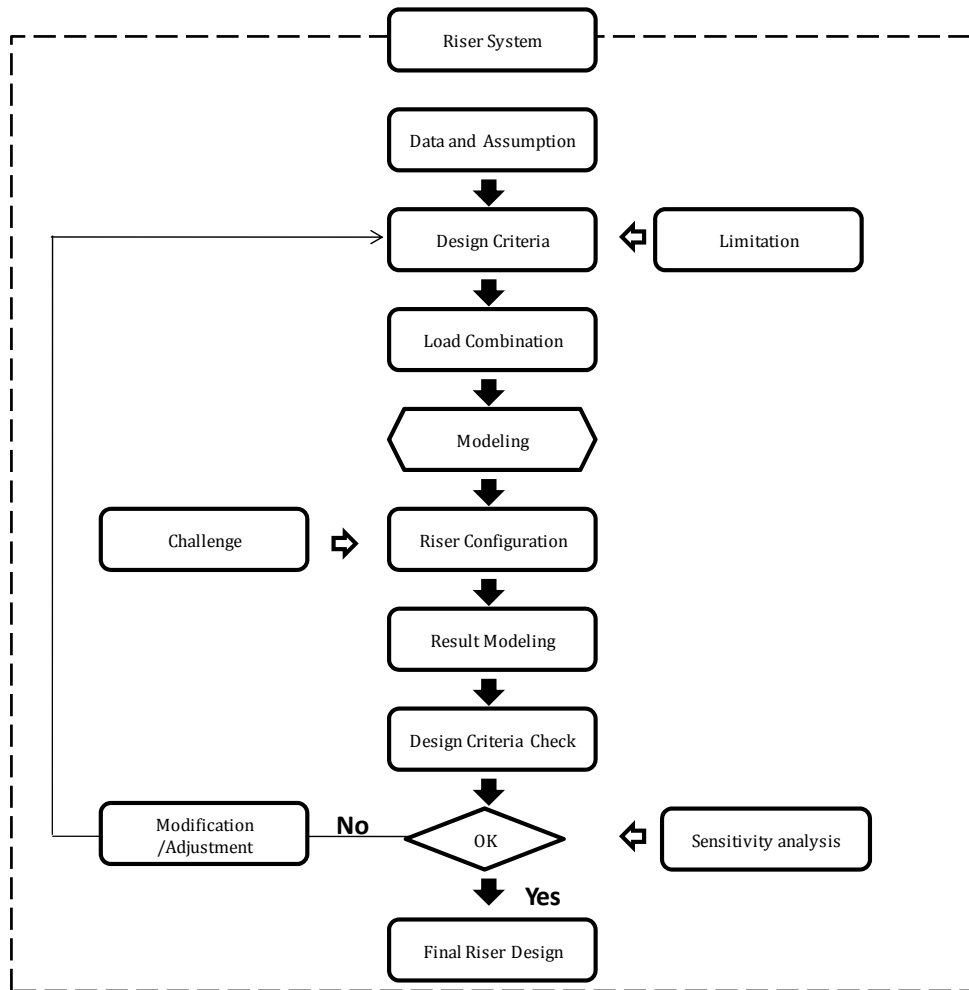 Riser System
Data and Assumption
Design Criteria
Limitation
Load Combination
Modeling
Challenge
Riser Configuration
Result Modeling
Design Criteria Check
Modification
/Adjustment
No
OK
Sensitivity analysis
Yes
Final Riser Design